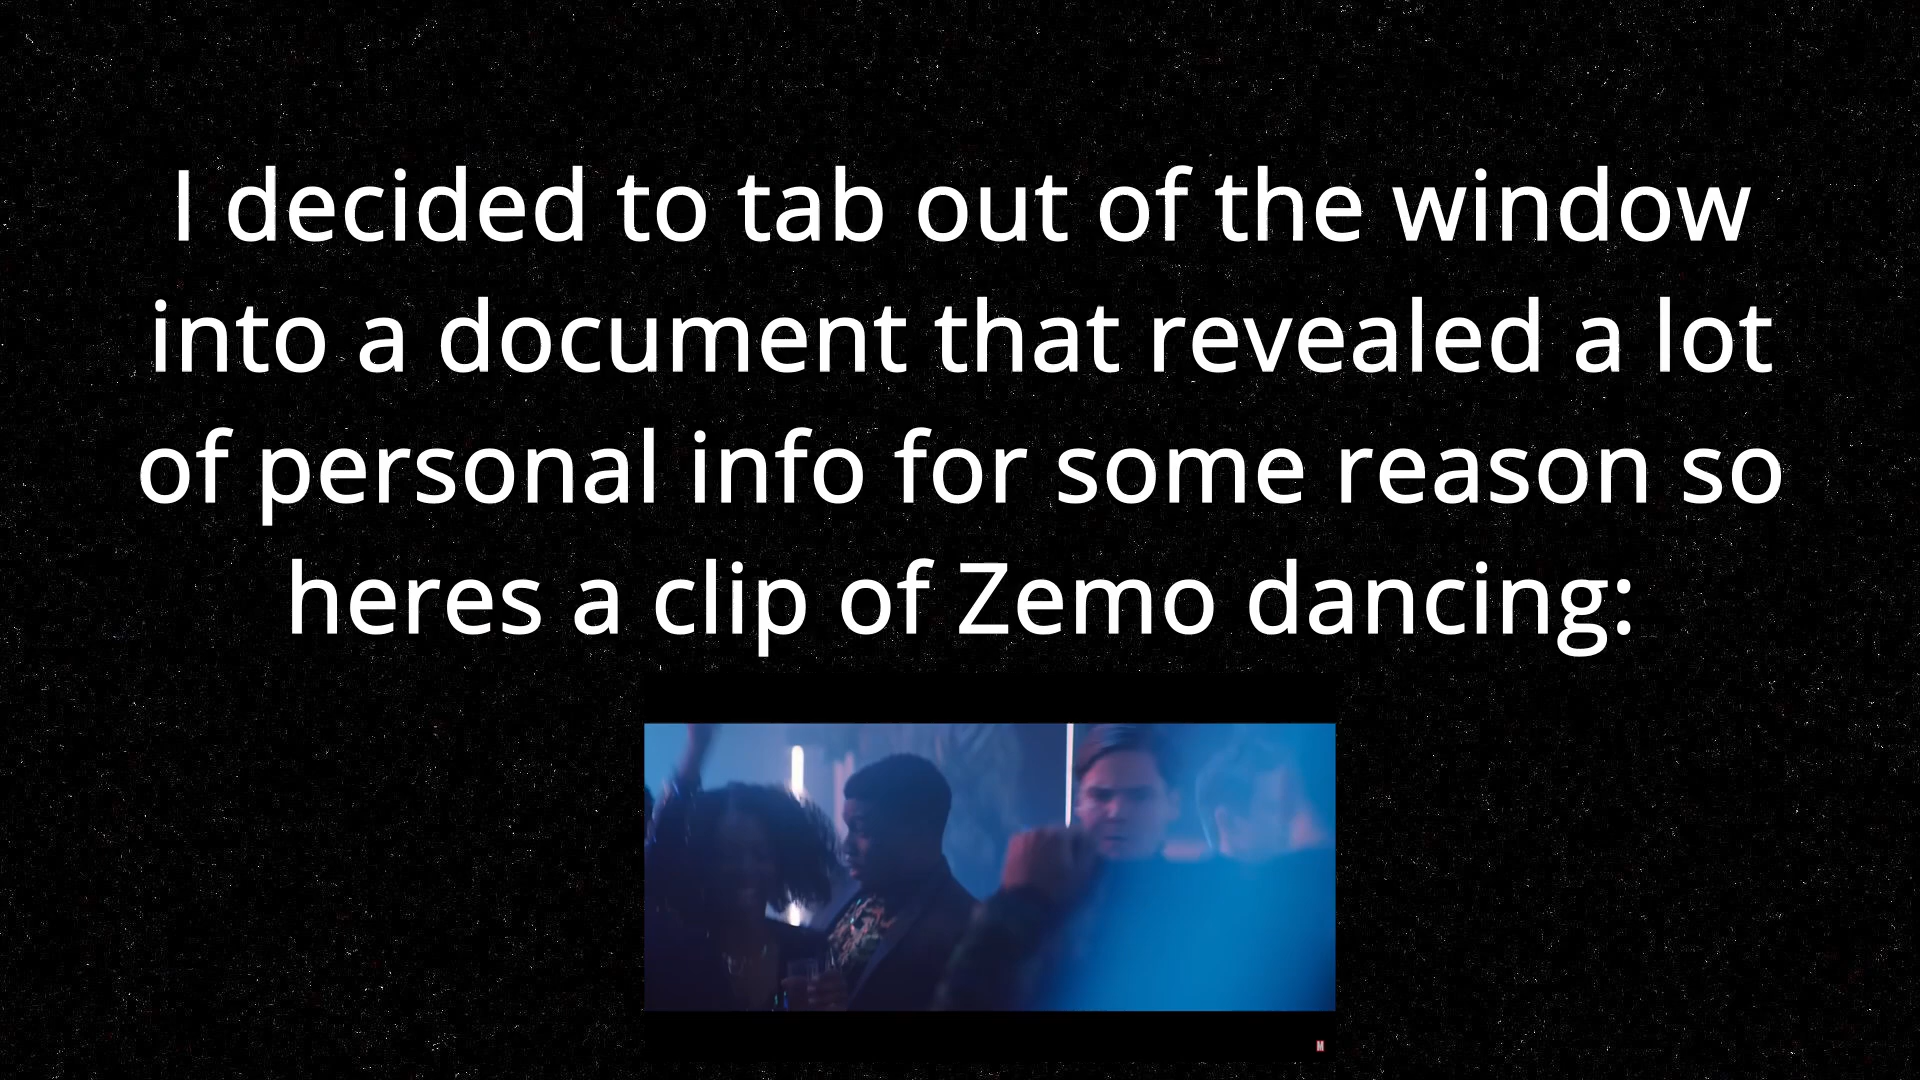 I decided to tab out of the window
into a document that revealed a lot
of personal info for some reason so
heres a clip of Zemo dancing:
M